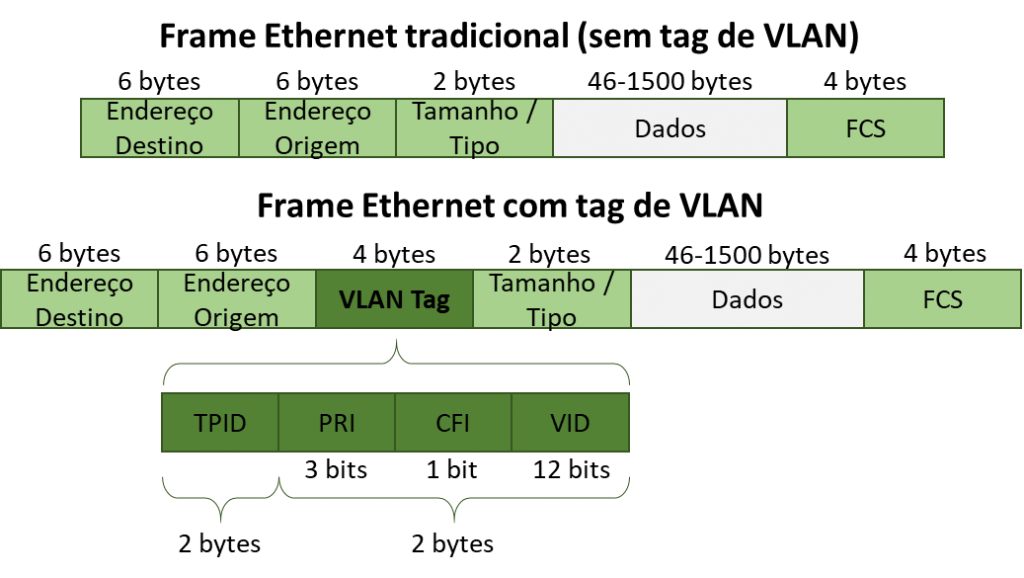 Frame Ethernet tradicional (sem tag de VLAN)
6 bytes 6 bytes 2 bytes 46-1500 bytes 4 bytes
Endereço Destino Endereço Origem Tamanho / Tipo Dados FCS
Frame Ethernet com tag de VLAN
6 bytes 6 bytes 4 bytes 2 bytes 46-1500 bytes 4 bytes
Endereço Destino Endereço Origem VLAN Tag Tamanho / Tipo Dados FCS
TPID PRI CFI VID
3 bits 1 bit 12 bits
2 bytes 2 bytes